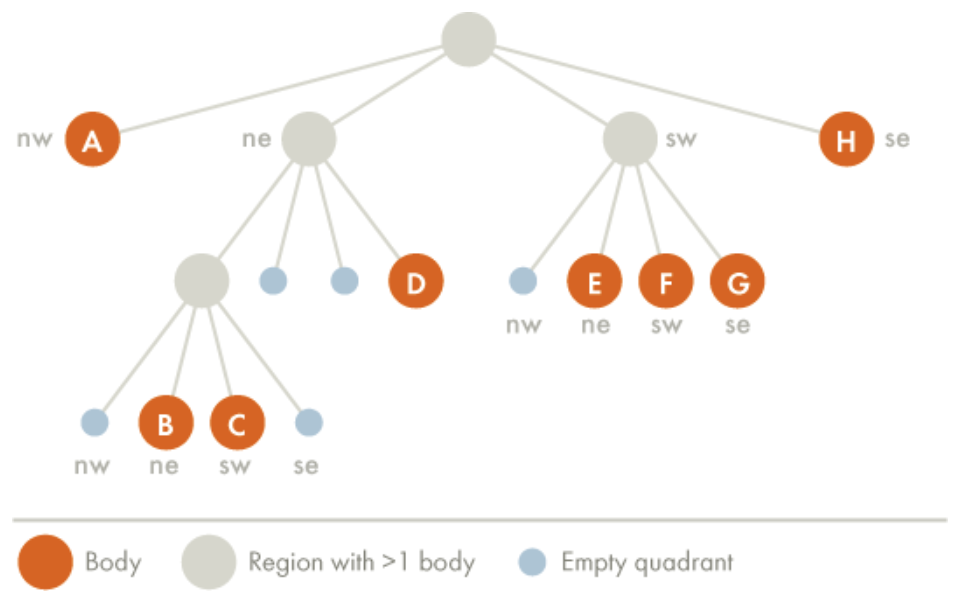 nw A ne sw H se
D E F G
nw ne sw se
B C
nw ne sw se
Body Region with >1 body Empty quadrant